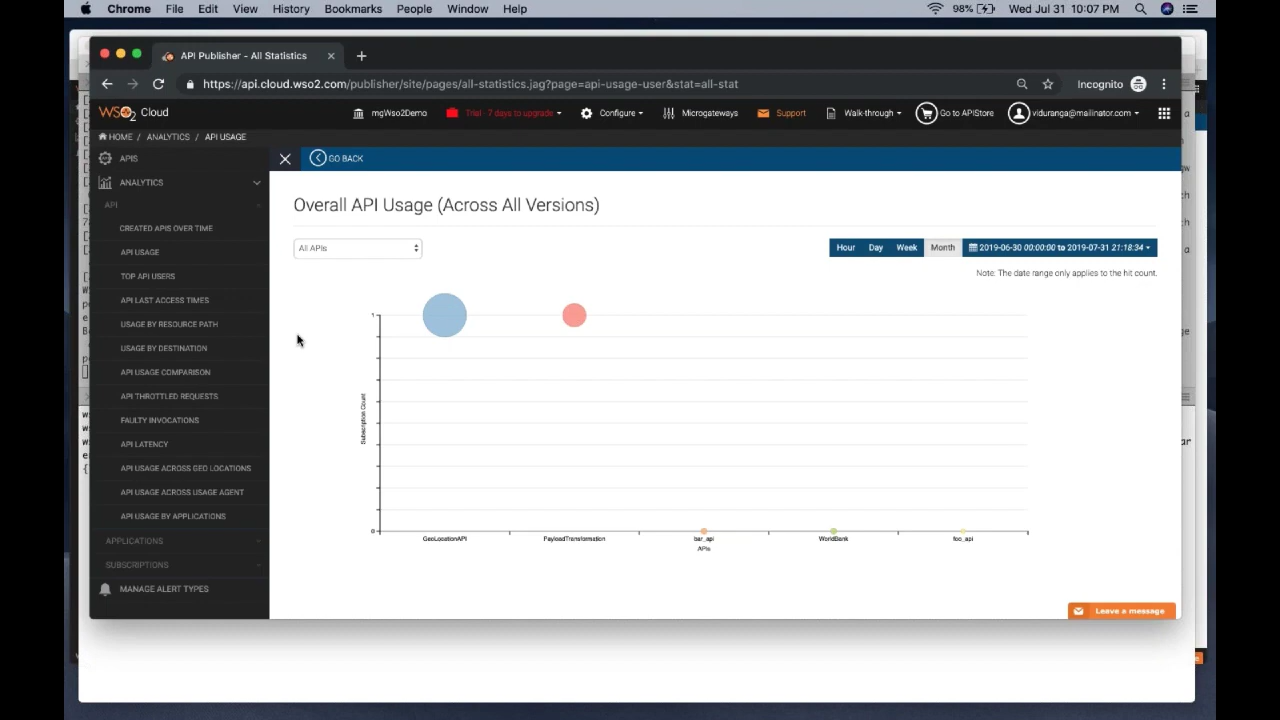 Chrome File Edit View History Bookmarks People Window Help 98% Wed Jul 31 10:07 PM
API Publisher - All Statistics
https://api.cloud.wso2.com/publisher/site/pages/all-statistics.jag?page=api-usage-user&stat=all-stat Incognito
WSO2 Cloud mgWso2Demo Trial - 7 days to upgrade Configure Microgateways Support Walk-through Go to APIStore viduranga@mailinator.com
HOME / ANALYTICS / API USAGE
APIS
GO BACK
ANALYTICS
API
CREATED APIS OVER TIME
API USAGE
TOP API USERS
API LAST ACCESS TIMES
USAGE BY RESOURCE PATH
USAGE BY DESTINATION
API USAGE COMPARISON
API THROTTLED REQUESTS
FAULTY INVOCATIONS
API LATENCY
API USAGE ACROSS GEO LOCATIONS
API USAGE ACROSS USAGE AGENT
API USAGE BY APPLICATIONS
APPLICATIONS
SUBSCRIPTIONS
MANAGE ALERT TYPES
Overall API Usage (Across All Versions)
All APIs
Hour Day Week Month 2019-06-30 00:00:00 to 2019-07-31 21:18:34
Note: The date range only applies to the hit count.
1
Subscription Count
0
GeoLocationAPI PayloadTransformation bar_api WorldBank foo_api
APIs
Leave a message